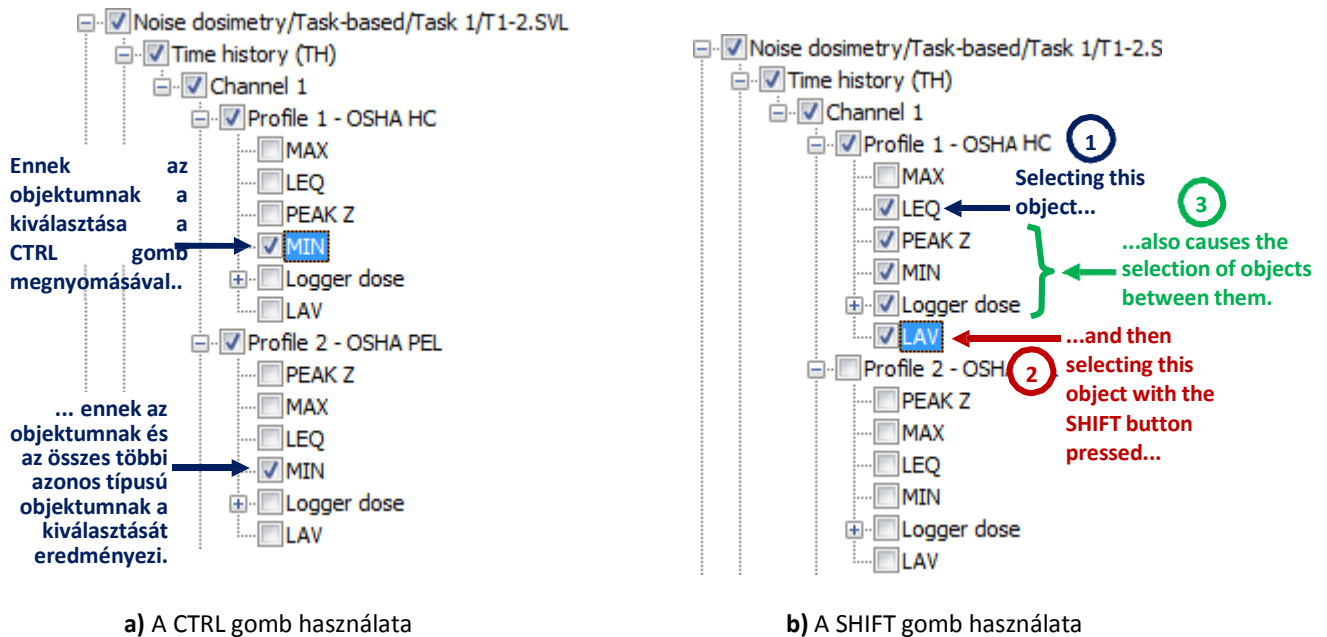 Noise dosimetry/Task-based/Task 1/T1-2.SVL
Time history (TH)
Channel 1
Profile 1 - OSHA HC
MAX
LEQ
PEAK Z
MIN
Logger dose
LAV
Profile 2 - OSHA PEL
PEAK Z
MAX
LEQ
MIN
Logger dose
LAV
Ennek az
objektumnak a
kiválasztása a
CTRL gomb
megnyomásával..
... ennek az
objektumnak és
az összes többi
azonos típusú
objektumnak a
kiválasztását
eredményezi.
a) A CTRL gomb használata
Noise dosimetry/Task-based/Task 1/T1-2.S
Time history (TH)
Channel 1
Profile 1 - OSHA HC
MAX
LEQ
PEAK Z
MIN
Logger dose
LAV
Profile 2 - OSH
PEAK Z
MAX
LEQ
MIN
Logger dose
LAV
1
Selecting this
object...
3
...also causes the
selection of objects
between them.
2
...and then
selecting this
object with the
SHIFT button
pressed...
b) A SHIFT gomb használata